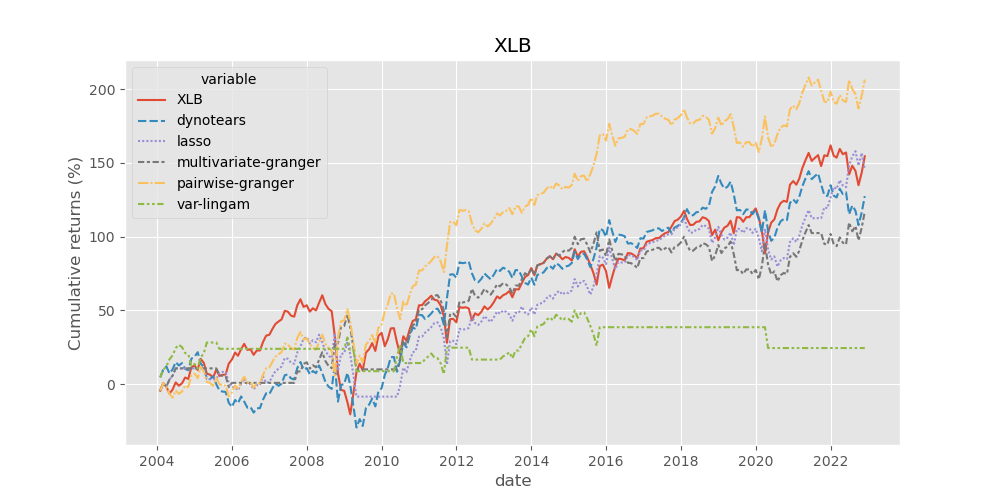 XLB
variable
XLB
dynotears
lasso
multivariate-granger
pairwise-granger
var-lingam
Cumulative returns (%)
200
150
100
50
0
2004 2006 2008 2010 2012 2014 2016 2018 2020 2022
date